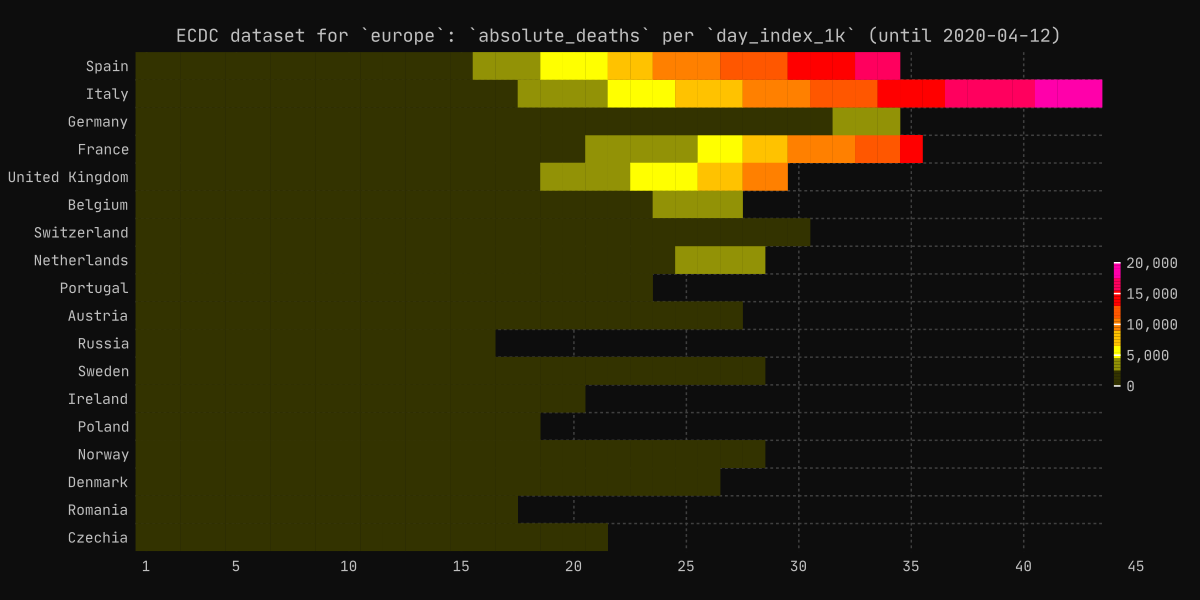 ECDC dataset for `europe`: `absolute_deaths` per `day_index_1k` (until 2020-04-12)
Spain
Italy
Germany
France
United Kingdom
Belgium
Switzerland
Netherlands
Portugal
Austria
Russia
Sweden
Ireland
Poland
Norway
Denmark
Romania
Czechia
20,000
15,000
10,000
5,000
0
1 5 10 15 20 25 30 35 40 45